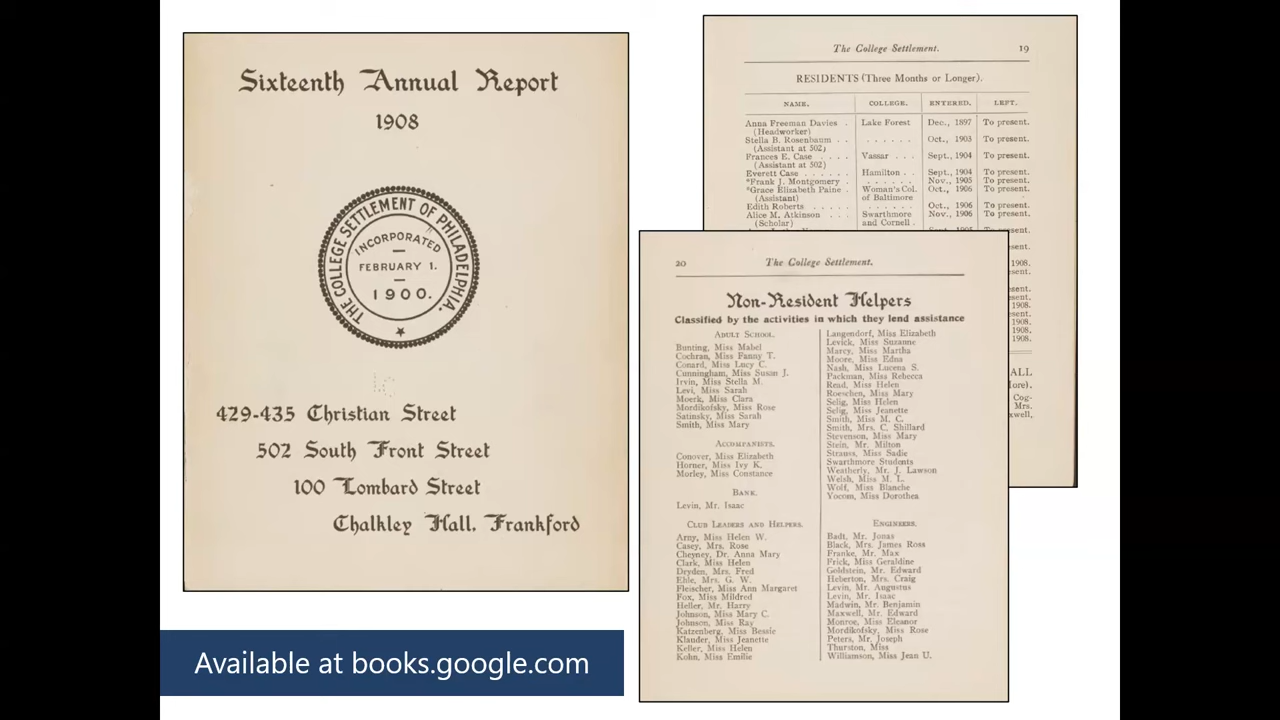 Sixteenth Annual Report
1908
THE COLLEGE SETTLEMENT OF PHILADELPHIA.
INCORPORATED
FEBRUARY 1.
1900.
429-435 Christian Street
502 South Front Street
100 Lombard Street
Chalkley Hall, Frankford
Available at books.google.com
The College Settlement. 19
RESIDENTS (Three Months or Longer).
NAME. COLLEGE. ENTERED. LEFT.
Anna Freeman Davies . Lake Forest Dec., 1897 To present.
(Headworker)
Stella B. Rosenbaum . . . . . . . . Oct., 1903 To present.
(Assistant at 502)
Frances E. Case . . . . Vassar . . . Sept., 1904 To present.
(Assistant at 502)
Everett Case . . . . . . Hamilton . . Sept., 1904 To present.
*Frank J. Montgomery . . . . . . . Nov., 1905 To present.
*Grace Elizabeth Paine . Woman's Col. Oct., 1906 To present.
(Assistant) of Baltimore
Edith Roberts . . . . . . . . . . . Oct., 1906 To present.
Alice M. Atkinson . . . Swarthmore Nov., 1906 To present.
(Scholar) and Cornell .
1908.
1908.
1908.
1908.
1908.
ALL
Cog-
Mrs.
20 The College Settlement.
Non-Resident Helpers
Classified by the activities in which they lend assistance
ADULT SCHOOL.
Bunting, Miss Mabel
Cochran, Miss Fanny T.
Conard, Miss Lucy C.
Cunningham, Miss Susan J.
Irvin, Miss Stella M.
Levi, Miss Sarah
Moerk, Miss Clara
Mordikofsky, Miss Rose
Satinsky, Miss Sarah
Smith, Miss Mary
ACCOMPANISTS.
Conover, Miss Elizabeth
Horner, Miss Ivy K.
Morley, Miss Constance
BANK.
Levin, Mr. Isaac
CLUB LEADERS AND HELPERS.
Arny, Miss Helen W.
Casey, Mrs. Rose
Cheyney, Dr. Anna Mary
Clark, Miss Helen
Dryden, Mrs. Fred
Ehle, Mrs. G. W.
Fleischer, Miss Ann Margaret
Fox, Miss Mildred
Heller, Mr. Harry
Johnson, Miss Mary C.
Johnson, Miss Ray
Katzenberg, Miss Bessie
Klauder, Miss Jeanette
Keller, Miss Helen
Kohn, Miss Emilie
Langendorf, Miss Elizabeth
Levick, Miss Suzanne
Marcy, Miss Martha
Moore, Miss Edna
Nash, Miss Lucena S.
Packman, Miss Rebecca
Read, Miss Helen
Roeschen, Miss Mary
Selig, Miss Helen
Selig, Miss Jeanette
Smith, Miss M. C.
Smith, Mrs. C. Shillard
Stevenson, Miss Mary
Stein, Mr. Milton
Strauss, Miss Sadie
Swarthmore Students
Weatherly, Mr. J. Lawson
Welsh, Miss M. L.
Wolf, Miss Blanche
Yocom, Miss Dorothea
ENGINEERS.
Badt, Mr. Jonas
Black, Mrs. James Ross
Franke, Mr. Max
Frick, Miss Geraldine
Goldstein, Mr. Edward
Heberton, Mrs. Craig
Levin, Mr. Augustus
Levin, Mr. Isaac
Madwin, Mr. Benjamin
Maxwell, Mr. Edward
Monroe, Miss Eleanor
Mordikofsky, Miss Rose
Peters, Mr. Joseph
Thurston, Miss
Williamson, Miss Jean U.